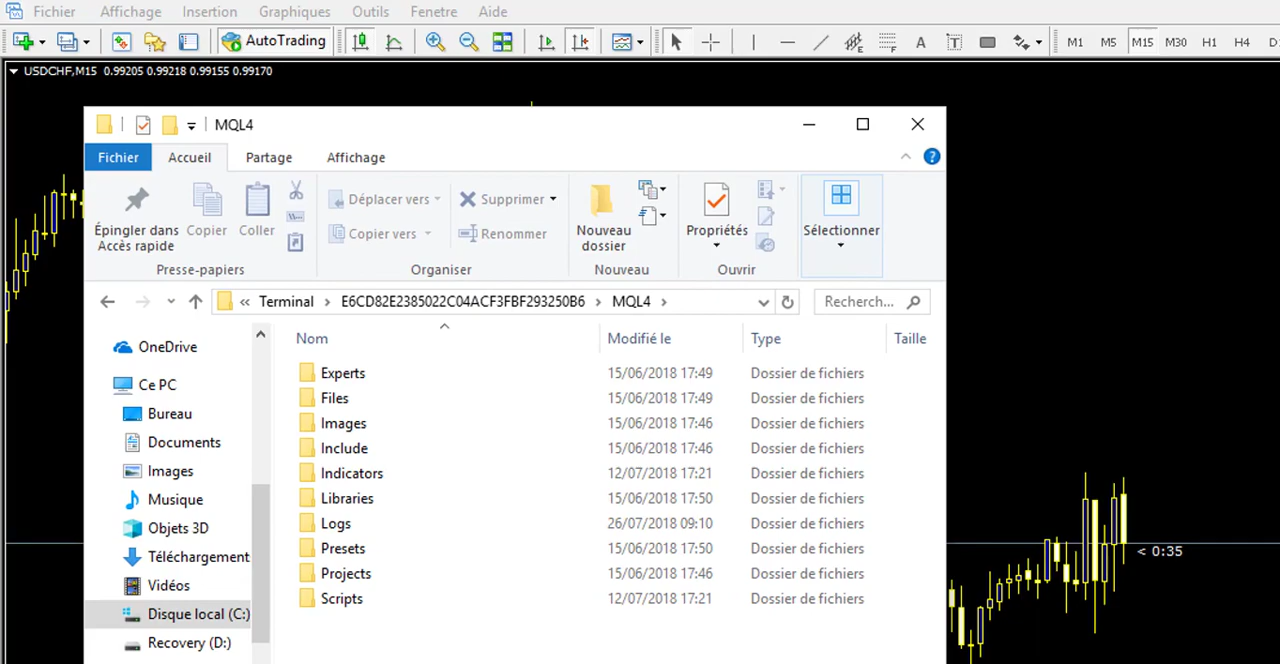 Fichier Affichage Insertion Graphiques Outils Fenetre Aide
AutoTrading A T M1 M5 M15 M30 H1 H4
USDCHF,M15 0.99205 0.99218 0.99155 0.99170
MQL4
Fichier Accueil Partage Affichage
Épingler dans Accès rapide
Copier
Coller
Presse-papiers
Déplacer vers
Copier vers
Supprimer
Renommer
Organiser
Nouveau dossier
Nouveau
Propriétés
Ouvrir
Sélectionner
« Terminal › E6CD82E2385022C04ACF3FBF293250B6 › MQL4 ›
Recherch...
OneDrive
Ce PC
Bureau
Documents
Images
Musique
Objets 3D
Téléchargement
Vidéos
Disque local (C:)
Recovery (D:)
Nom Modifié le Type Taille
Experts 15/06/2018 17:49 Dossier de fichiers
Files 15/06/2018 17:49 Dossier de fichiers
Images 15/06/2018 17:46 Dossier de fichiers
Include 15/06/2018 17:46 Dossier de fichiers
Indicators 12/07/2018 17:21 Dossier de fichiers
Libraries 15/06/2018 17:50 Dossier de fichiers
Logs 26/07/2018 09:10 Dossier de fichiers
Presets 15/06/2018 17:50 Dossier de fichiers
Projects 15/06/2018 17:46 Dossier de fichiers
Scripts 12/07/2018 17:21 Dossier de fichiers
< 0:35